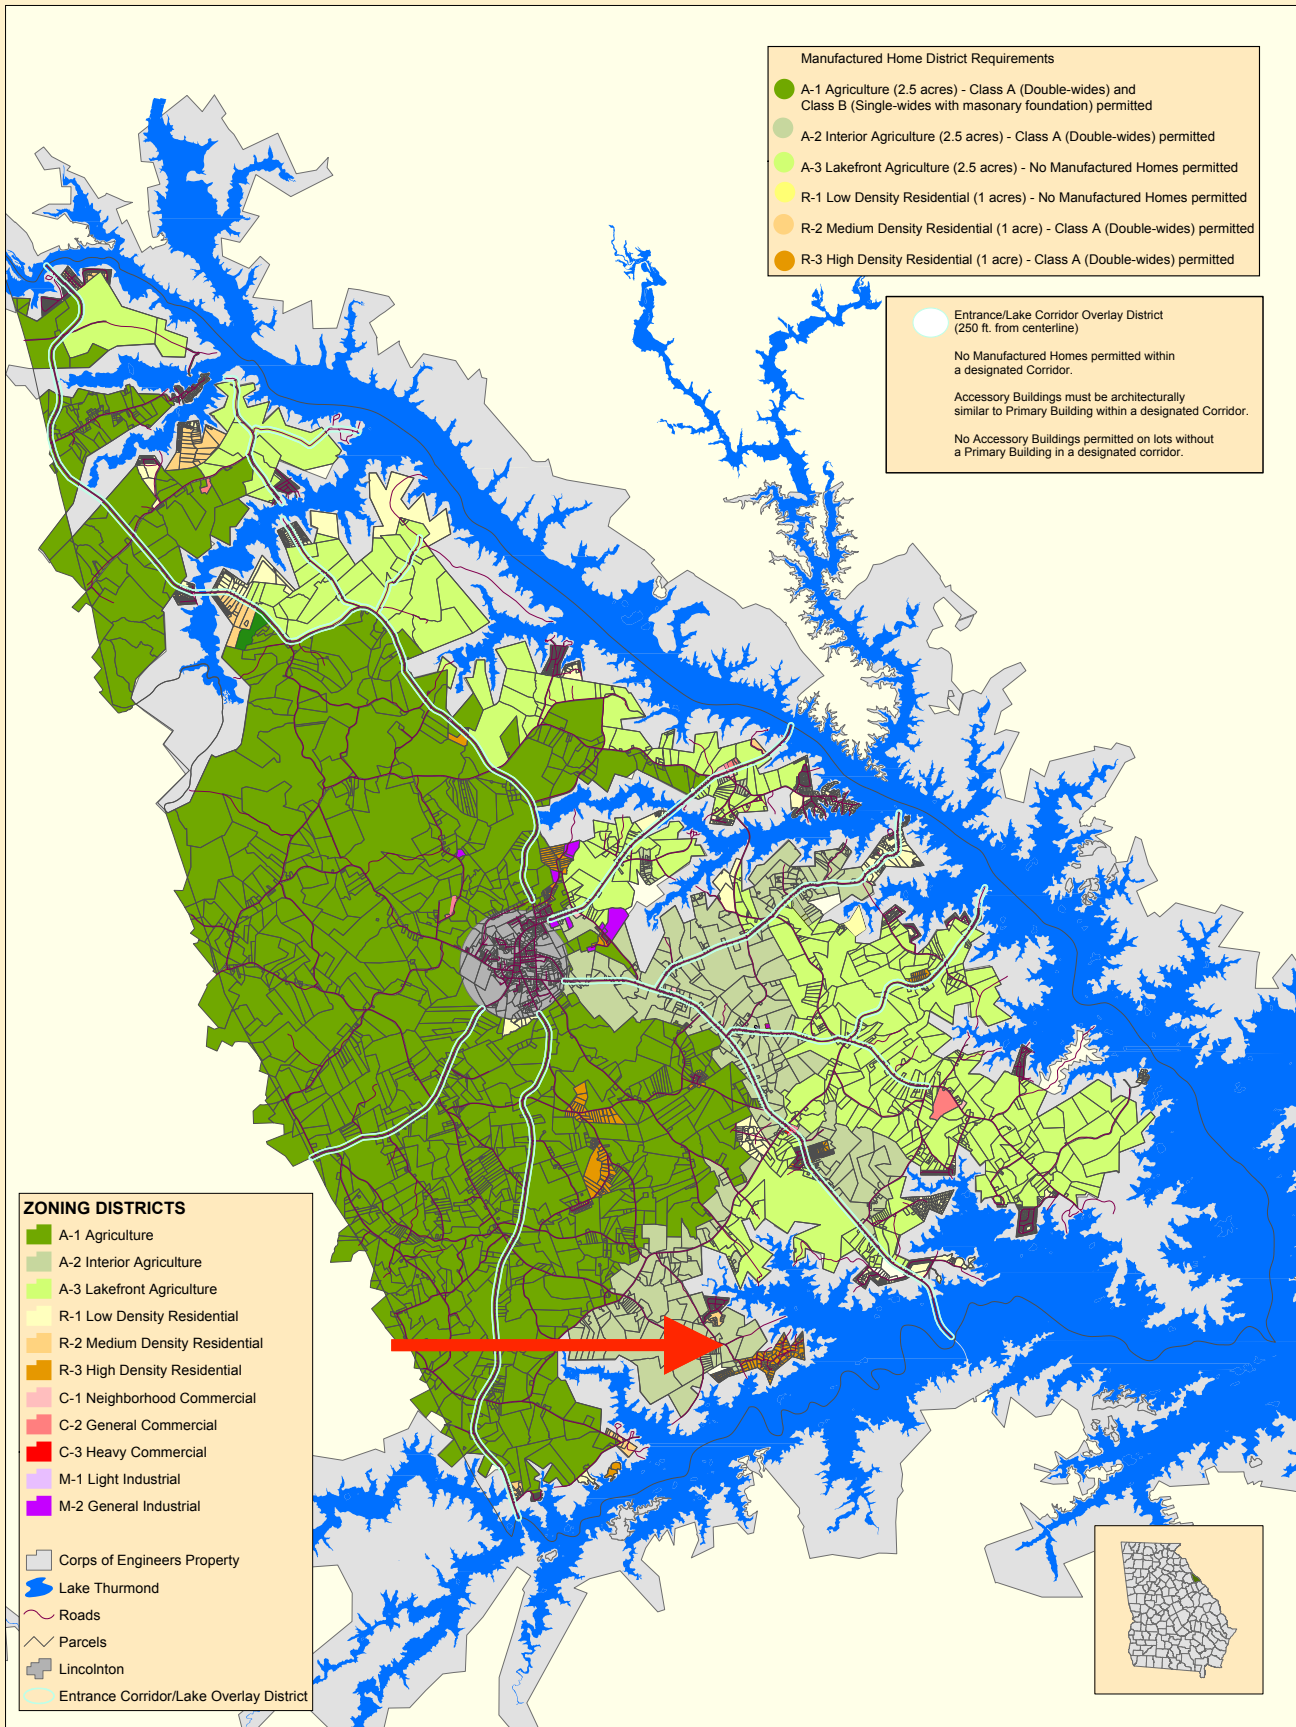 Manufactured Home District Requirements
A-1 Agriculture (2.5 acres) - Class A (Double-wides) and
Class B (Single-wides with masonary foundation) permitted
A-2 Interior Agriculture (2.5 acres) - Class A (Double-wides) permitted
A-3 Lakefront Agriculture (2.5 acres) - No Manufactured Homes permitted
R-1 Low Density Residential (1 acres) - No Manufactured Homes permitted
R-2 Medium Density Residential (1 acre) - Class A (Double-wides) permitted
R-3 High Density Residential (1 acre) - Class A (Double-wides) permitted
Entrance/Lake Corridor Overlay District
(250 ft. from centerline)
No Manufactured Homes permitted within
a designated Corridor.
Accessory Buildings must be architecturally
similar to Primary Building within a designated Corridor.
No Accessory Buildings permitted on lots without
a Primary Building in a designated corridor.
ZONING DISTRICTS
A-1 Agriculture
A-2 Interior Agriculture
A-3 Lakefront Agriculture
R-1 Low Density Residential
R-2 Medium Density Residential
R-3 High Density Residential
C-1 Neighborhood Commercial
C-2 General Commercial
C-3 Heavy Commercial
M-1 Light Industrial
M-2 General Industrial
Corps of Engineers Property
Lake Thurmond
Roads
Parcels
Lincolnton
Entrance Corridor/Lake Overlay District